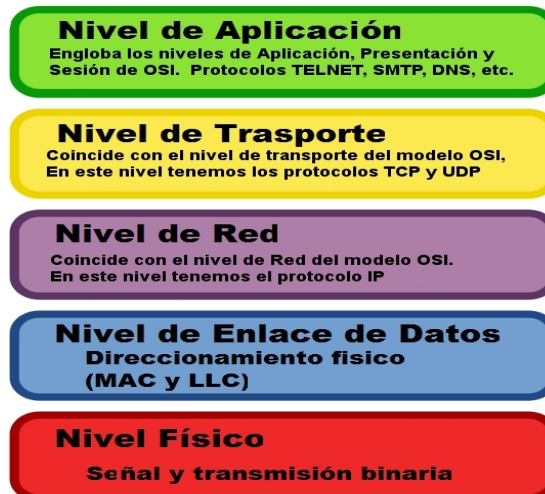 Nivel de Aplicación
Engloba los niveles de Aplicación, Presentación y
Sesión de OSI. Protocolos TELNET, SMTP, DNS, etc.
Nivel de Trasporte
Coincide con el nivel de transporte del modelo OSI,
En este nivel tenemos los protocolos TCP y UDP
Nivel de Red
Coincide con el nivel de Red del modelo OSI.
En este nivel tenemos el protocolo IP
Nivel de Enlace de Datos
Direccionamiento fisico
(MAC y LLC)
Nivel Físico
Señal y transmisión binaria